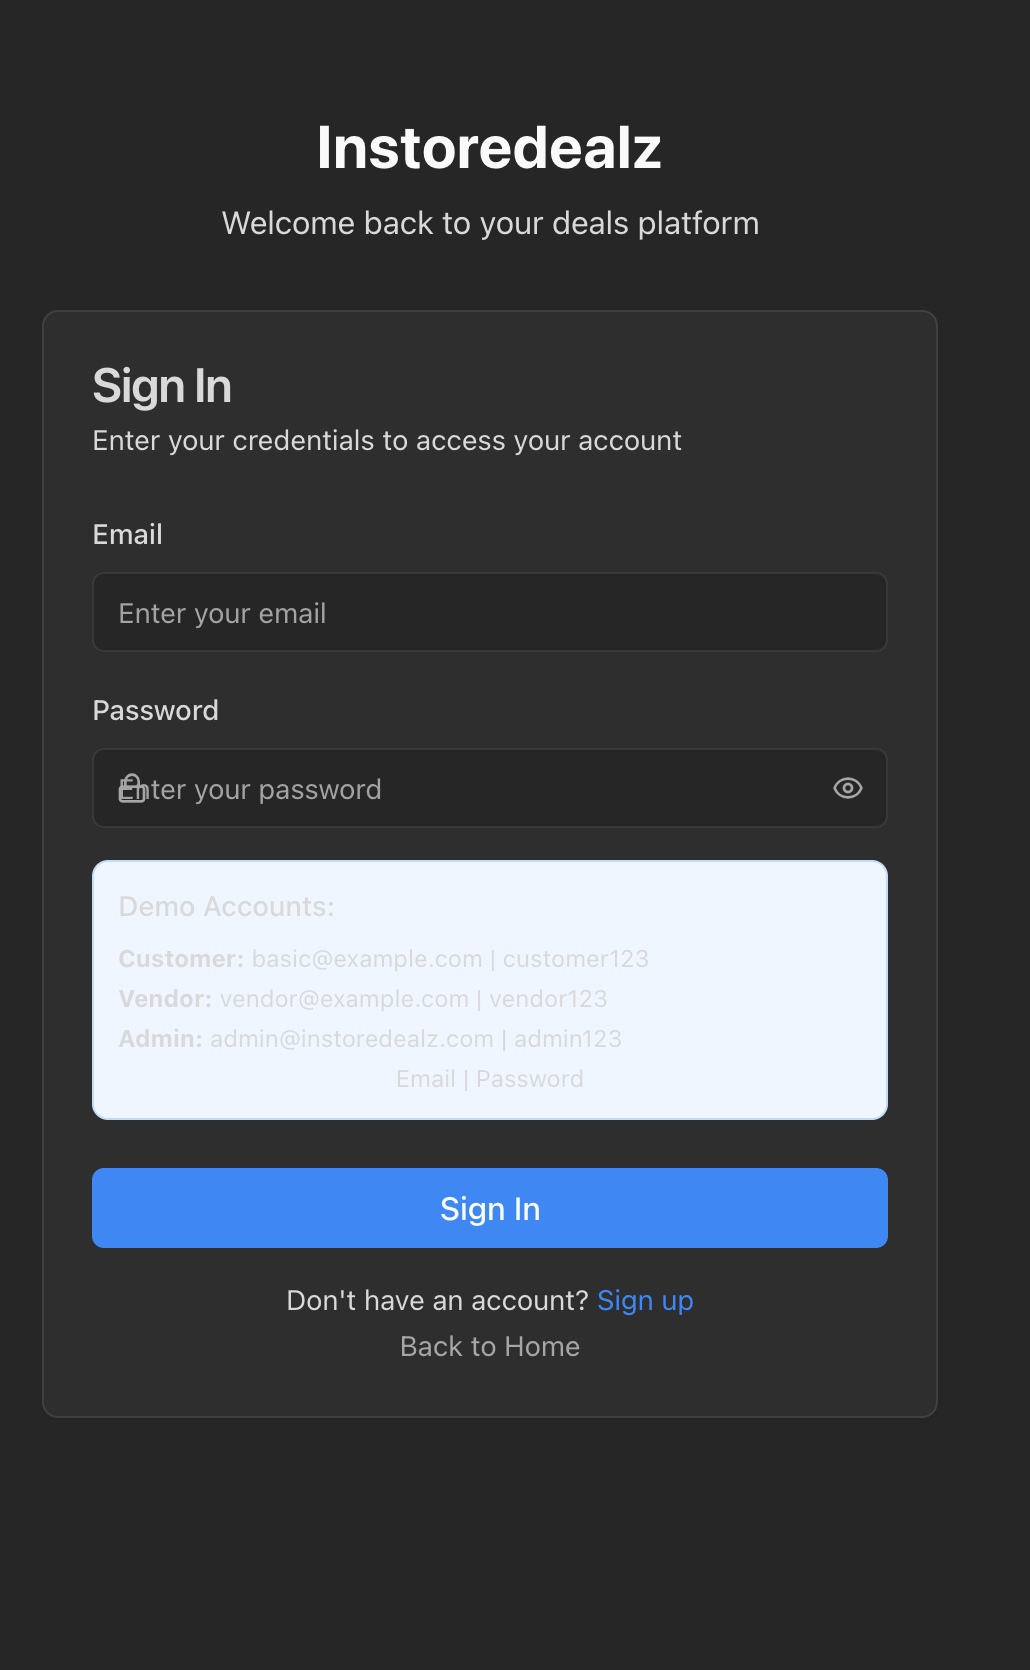 Instoredealz
Welcome back to your deals platform
Sign In
Enter your credentials to access your account
Email
Enter your email
Password
Enter your password
Demo Accounts:
Customer: basic@example.com | customer123
Vendor: vendor@example.com | vendor123
Admin: admin@instoredealz.com | admin123
Email | Password
Sign In
Don't have an account? Sign up
Back to Home